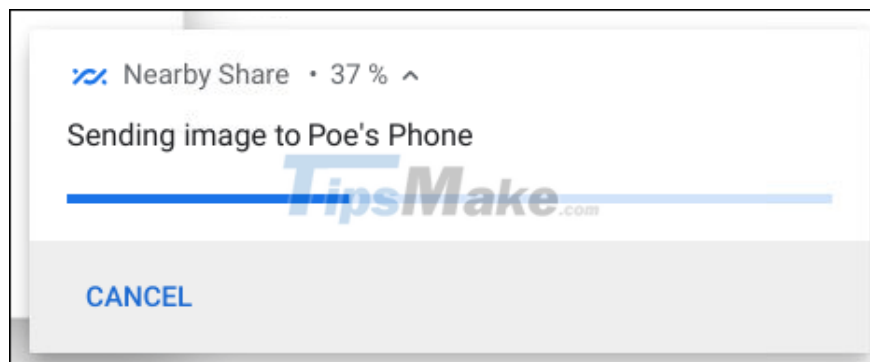 Nearby Share • 37 % ^
Sending image to Poe's Phone
TipsMake.com
CANCEL